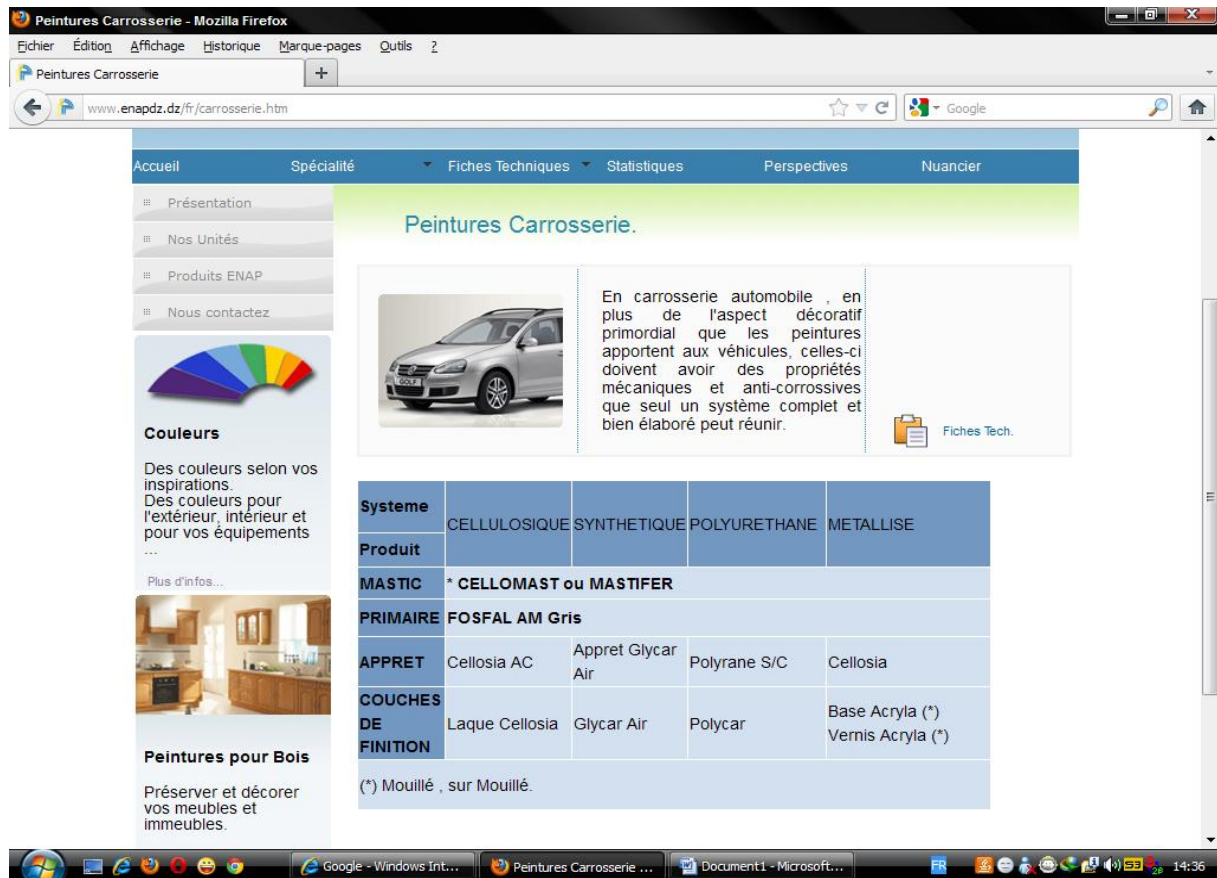 Peintures Carrosserie - Mozilla Firefox
Fichier Édition Affichage Historique Marque-pages Outils ?
Peintures Carrosserie
www.enapdz.dz/fr/carrosserie.htm
Google
Accueil Spécialité Fiches Techniques Statistiques Perspectives Nuancier
Présentation
Nos Unités
Produits ENAP
Nous contactez
Couleurs
Des couleurs selon vos
inspirations.
Des couleurs pour
l'extérieur, intérieur et
pour vos équipements
...
Plus d'infos...
Peintures pour Bois
Préserver et décorer
vos meubles et
immeubles.
Peintures Carrosserie.
GOLF
En carrosserie automobile , en
plus de l'aspect décoratif
primordial que les peintures
apportent aux véhicules, celles-ci
doivent avoir des propriétés
mécaniques et anti-corrossives
que seul un système complet et
bien élaboré peut réunir.
Fiches Tech.
Systeme
Produit
CELLULOSIQUE SYNTHETIQUE POLYURETHANE METALLISE
MASTIC * CELLOMAST ou MASTIFER
PRIMAIRE FOSFAL AM Gris
APPRET Cellosia AC Appret Glycar Air Polyrane S/C Cellosia
COUCHES
DE
FINITION
Laque Cellosia Glycar Air Polycar Base Acryla (*)
Vernis Acryla (*)
(*) Mouillé , sur Mouillé.
Google - Windows Int... Peintures Carrosserie ... Document1 - Microsoft... FR 53 14:36